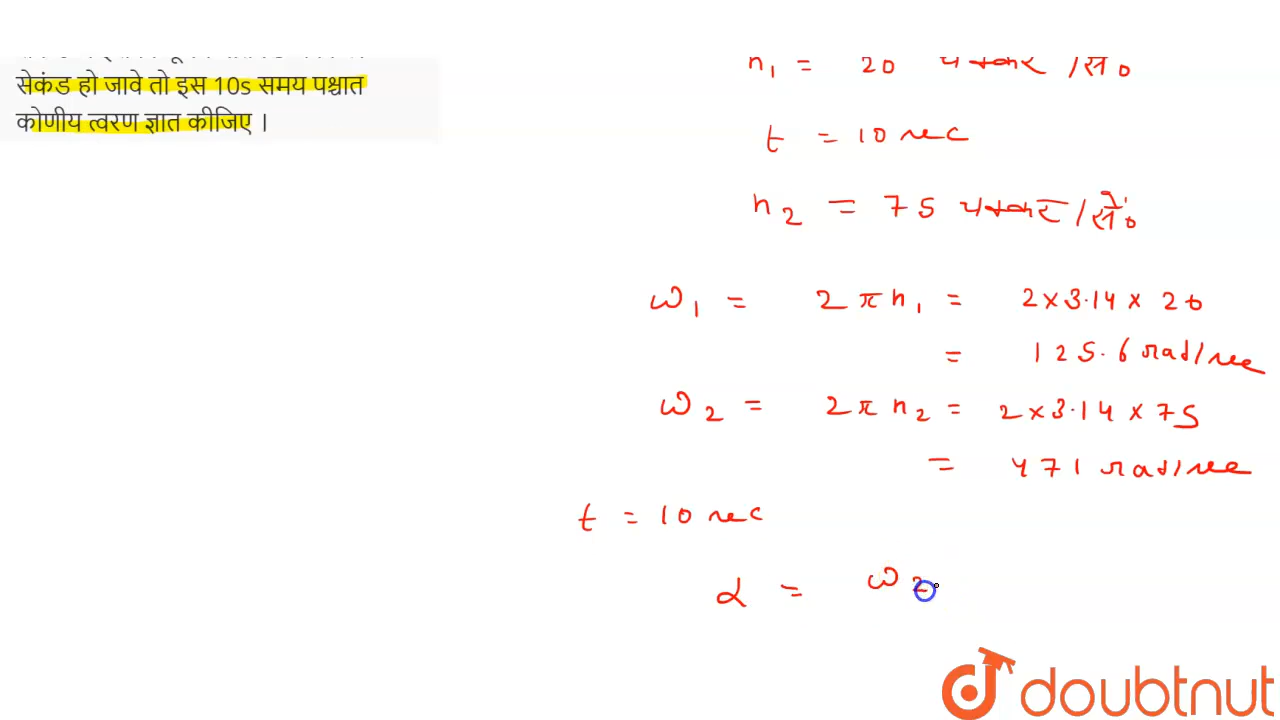 सेकंड हो जावे तो इस 10s समय पश्चात
कोणीय त्वरण ज्ञात कीजिए ।
n₁ = 20 चक्कर /से०
t = 10 sec
n₂ = 75 चक्कर /से०
ω₁ = 2πn₁ = 2×3.14×20
= 125.6 rad/sec
ω₂ = 2πn₂ = 2×3.14×75
= 471 rad/sec
t = 10 sec
α = ω₂
doubtnut